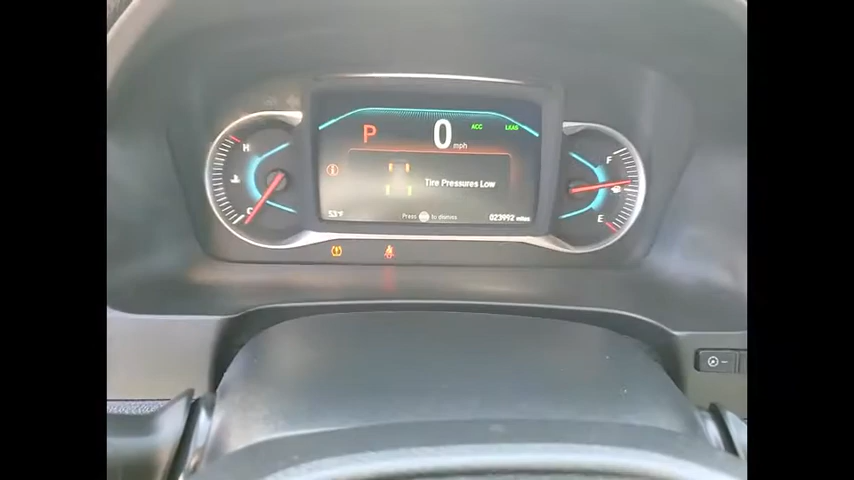 H
C
P
0
mph
ACC
LKAS
Tire Pressures Low
53°F
Press to dismiss
023992 miles
F
E